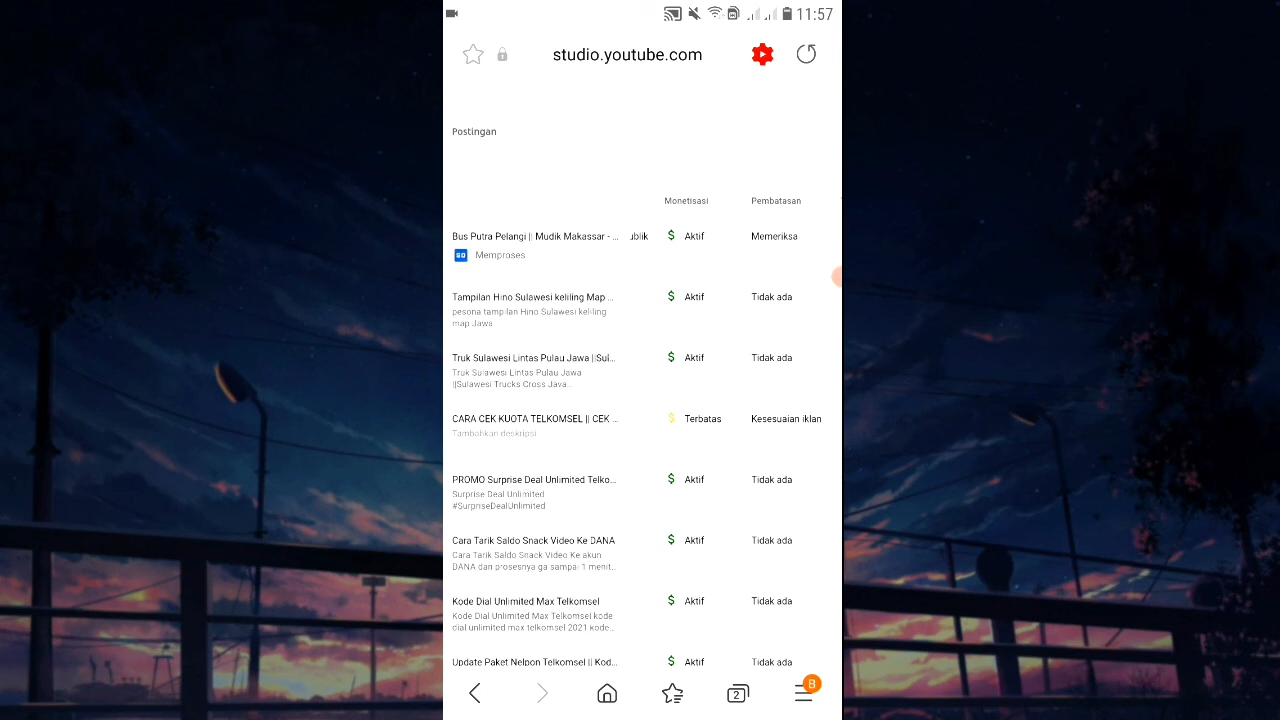 11:57
studio.youtube.com
Postingan
Monetisasi Pembatasan
Bus Putra Pelangi || Mudik Makassar - ... ublik $ Aktif Memeriksa
SD Memproses
Tampilan Hino Sulawesi keliling Map ... $ Aktif Tidak ada
pesona tampilan Hino Sulawesi keliling
map Jawa
Truk Sulawesi Lintas Pulau Jawa ||Sul... $ Aktif Tidak ada
Truk Sulawesi Lintas Pulau Jawa
||Sulawesi Trucks Cross Java...
CARA CEK KUOTA TELKOMSEL || CEK ... $ Terbatas Kesesuaian iklan
Tambahkan deskripsi
PROMO Surprise Deal Unlimited Telko... $ Aktif Tidak ada
Surprise Deal Unlimited
#SurpriseDealUnlimited
Cara Tarik Saldo Snack Video Ke DANA $ Aktif Tidak ada
Cara Tarik Saldo Snack Video Ke akun
DANA dan prosesnya ga sampai 1 menit...
Kode Dial Unlimited Max Telkomsel $ Aktif Tidak ada
Kode Dial Unlimited Max Telkomsel kode
dial unlimited max telkomsel 2021 kode...
Update Paket Nelpon Telkomsel || Kod... $ Aktif Tidak ada
2